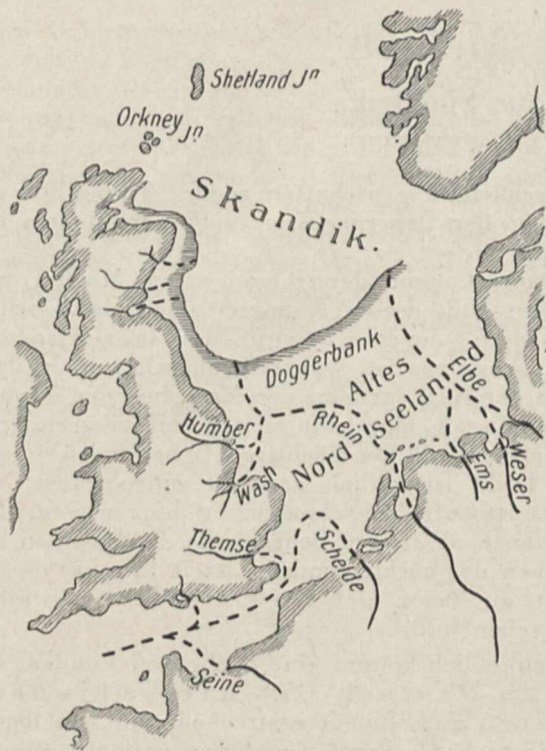 Shetland Jⁿ
Orkney Jⁿ
Skandik.
Doggerbank
Altes
Nord Seeland
Elbe
Rhein
Humber
Wash
Ems
Weser
Themse
Schelde
Seine